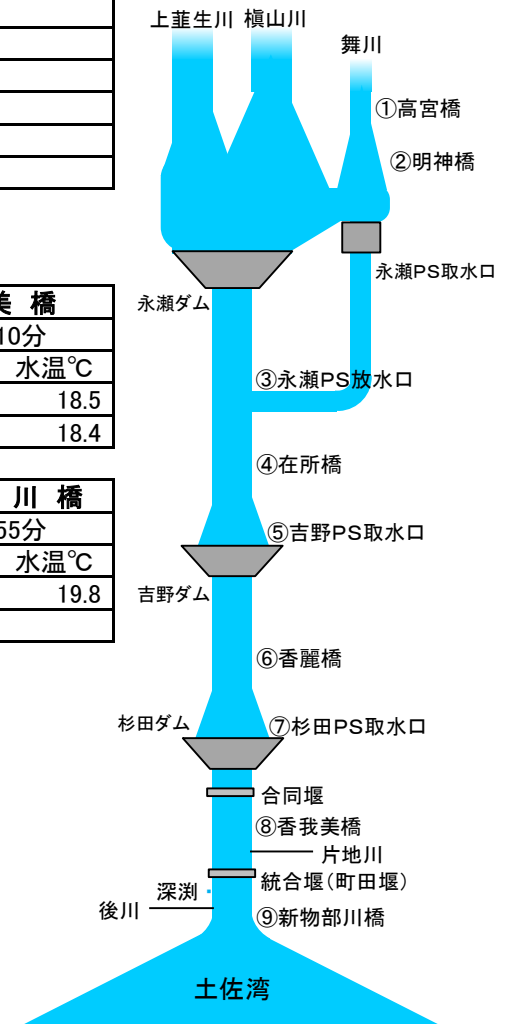 上韮生川 槇山川
舞川
①高宮橋
②明神橋
永瀬PS取水口
永瀬ダム
美 橋
10分
水温℃
18.5
18.4
③永瀬PS放水口
④在所橋
川 橋
55分
水温℃
19.8
⑤吉野PS取水口
吉野ダム
⑥香麗橋
杉田ダム
⑦杉田PS取水口
合同堰
⑧香我美橋
片地川
統合堰(町田堰)
深渕
後川
⑨新物部川橋
土佐湾